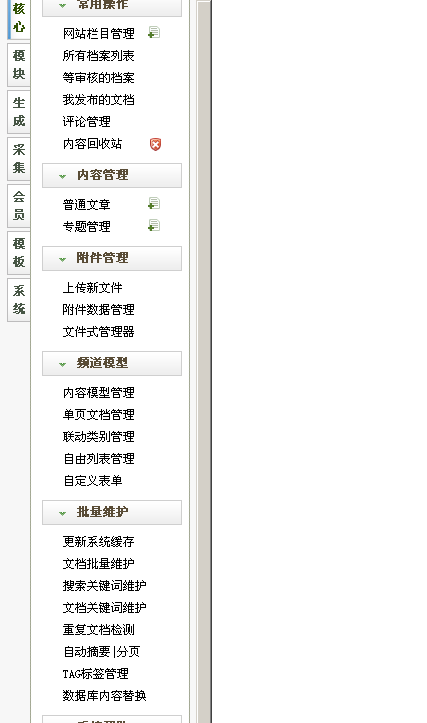 核心
模块
生成
采集
会员
模板
系统
常用操作
网站栏目管理
所有档案列表
等审核的档案
我发布的文档
评论管理
内容回收站
内容管理
普通文章
专题管理
附件管理
上传新文件
附件数据管理
文件式管理器
频道模型
内容模型管理
单页文档管理
联动类别管理
自由列表管理
自定义表单
批量维护
更新系统缓存
文档批量维护
搜索关键词维护
文档关键词维护
重复文档检测
自动摘要|分页
TAG标签管理
数据库内容替换